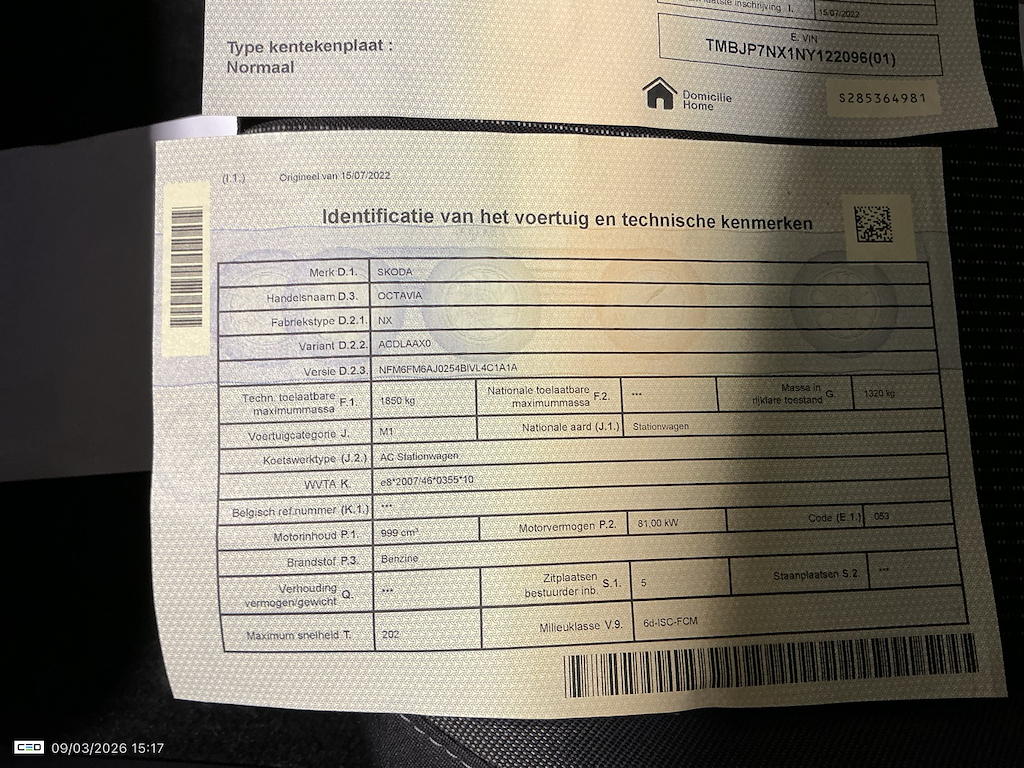 laatste inschrijving I. 15/07/2022
E. VIN
TMBJP7NX1NY122096(01)
Type kentekenplaat :
Normaal
Domicilie
Home
S285364981
(I.1.) Origineel van 15/07/2022
Identificatie van het voertuig en technische kenmerken
Merk D.1. SKODA
Handelsnaam D.3. OCTAVIA
Fabriekstype D.2.1. NX
Variant D.2.2. ACDLAAX0
Versie D.2.3. NFM6FM6AJ0254BIVL4C1A1A
Techn. toelaatbare maximummassa F.1. 1850 kg Nationale toelaatbare maximummassa F.2. *** Massa in rijklare toestand G. 1320 kg
Voertuigcategorie J. M1 Nationale aard (J.1.) Stationwagen
Koetswerktype (J.2.) AC Stationwagen
WVTA K. e8*2007/46*0355*10
Belgisch ref.nummer (K.1.) ***
Motorinhoud P.1. 999 cm³ Motorvermogen P.2. 81,00 kW Code (E.1.) 053
Brandstof P.3. Benzine
Verhouding vermogen/gewicht Q. *** Zitplaatsen bestuurder inb. S.1. 5 Staanplaatsen S.2. ***
Maximum snelheid T. 202 Milieuklasse V.9. 6d-ISC-FCM
CEO 09/03/2026 15:17